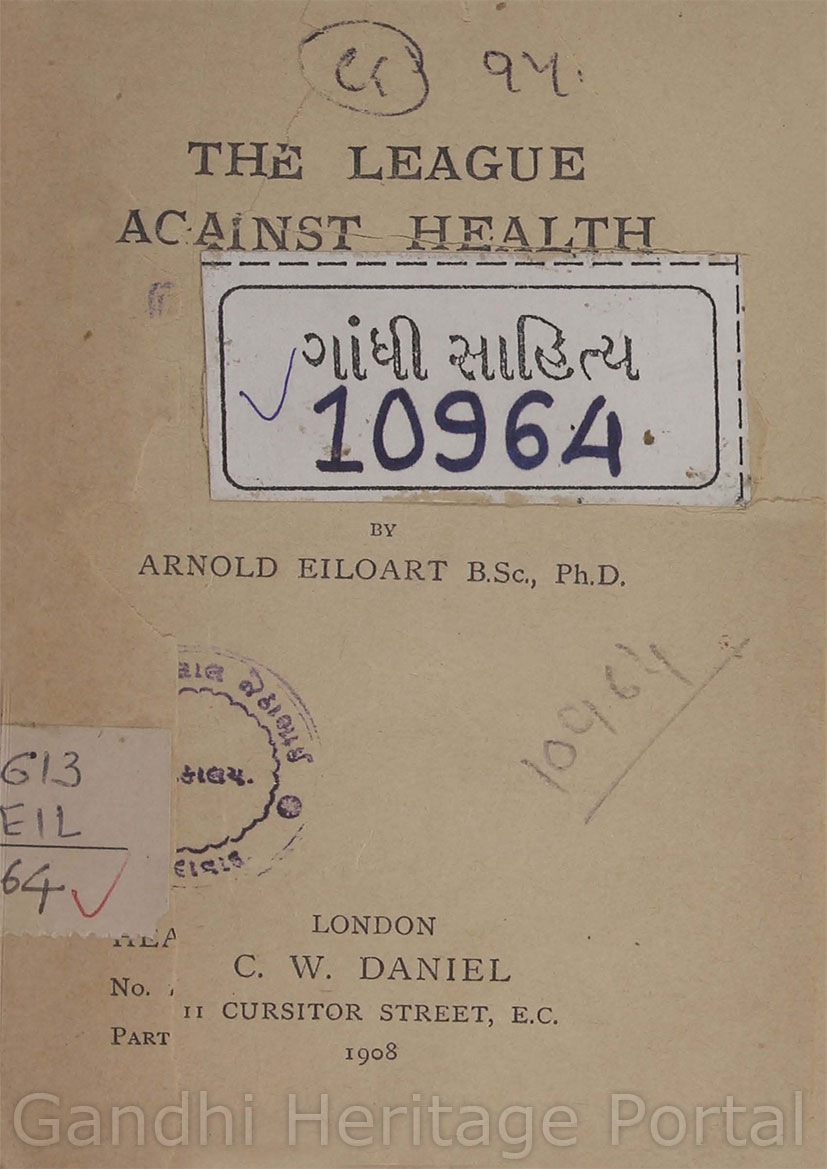 ૧૫.
THE LEAGUE
AGAINST HEALTH
ગાંધી સાહિત્ય
10964
BY
ARNOLD EILOART B.Sc., Ph.D.
10964
613
EIL
64
LONDON
C. W. DANIEL
No.
11 CURSITOR STREET, E.C.
PART
1908
Gandhi Heritage Portal